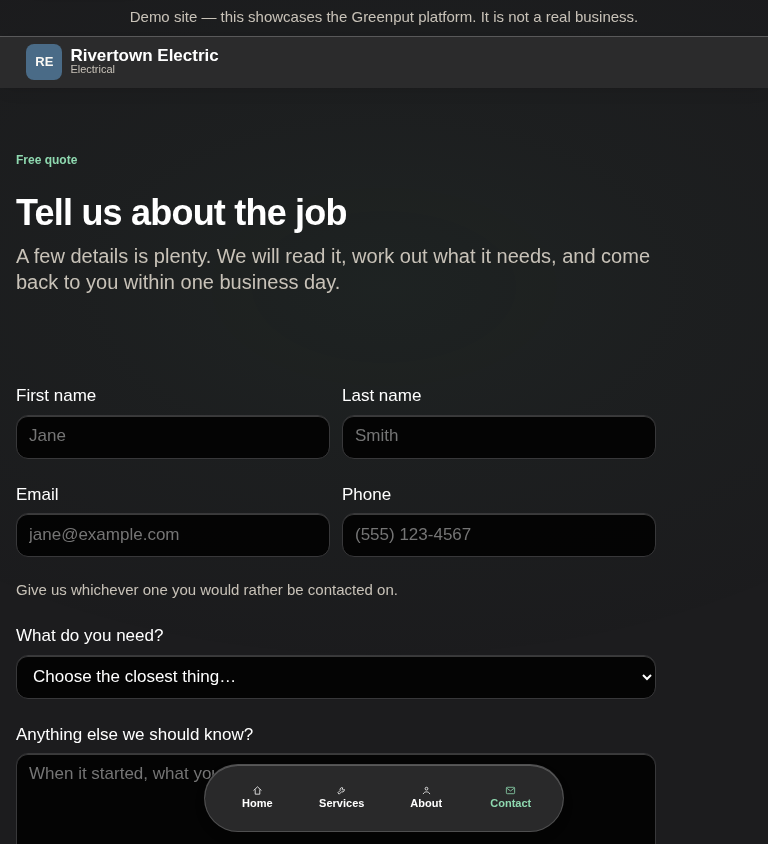 Demo site — this showcases the Greenput platform. It is not a real business.
RE
Rivertown Electric
Electrical
Free quote
Tell us about the job
A few details is plenty. We will read it, work out what it needs, and come
back to you within one business day.
First name
Last name
Jane
Smith
Email
Phone
jane@example.com
(555) 123-4567
Give us whichever one you would rather be contacted on.
What do you need?
Choose the closest thing…
Anything else we should know?
When it started, what
Home
Services
About
Contact